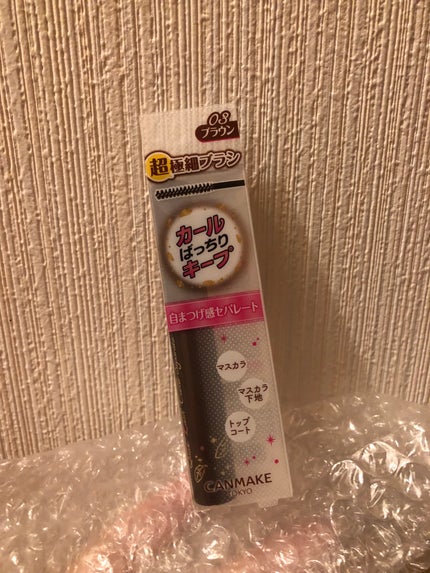 03
ブラウン
超極細ブラシ
カール
ぱっちり
キープ
自まつげ感セパレート
マスカラ
マスカラ
下地
トップ
コート
CANMAKE
TOKYO